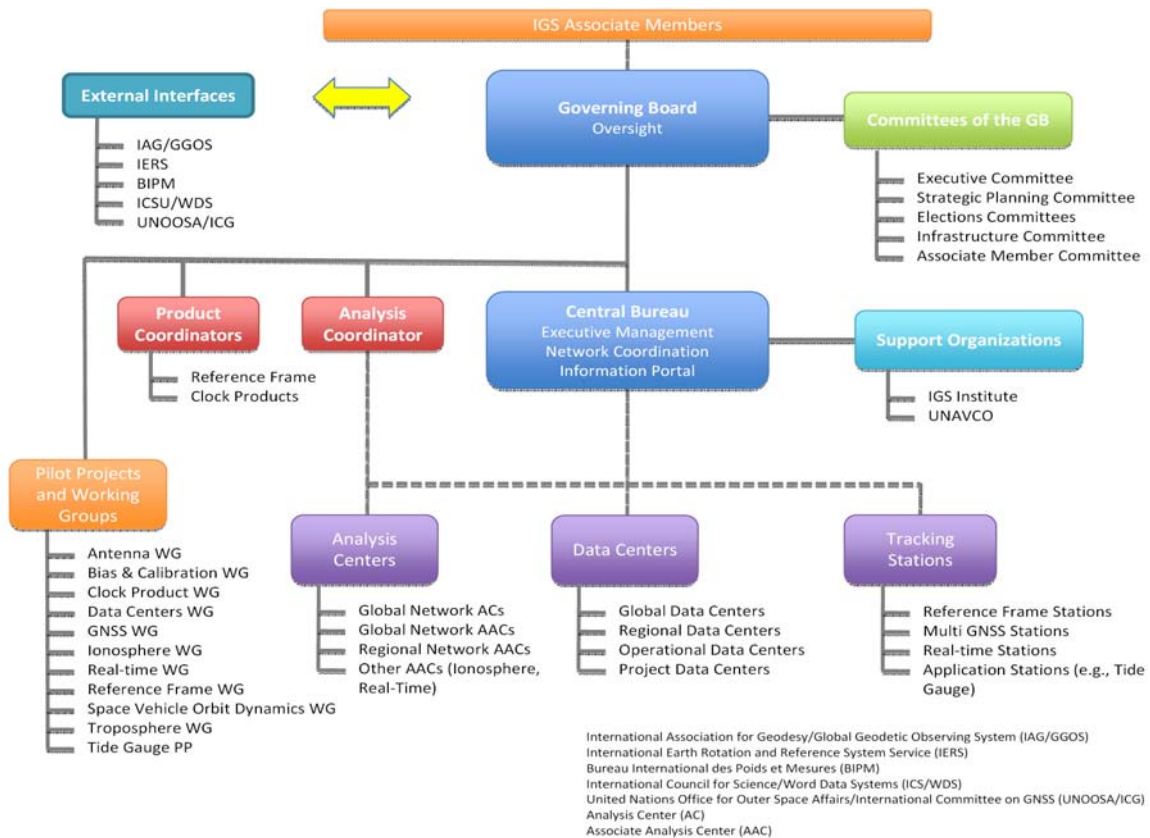 IGS Associate Members
External Interfaces
IAG/GGOS
IERS
BIPM
ICSU/WDS
UNOOSA/ICG
Governing Board
Oversight
Committees of the GB
Executive Committee
Strategic Planning Committee
Elections Committees
Infrastructure Committee
Associate Member Committee
Product
Coordinators
Reference Frame
Clock Products
Analysis
Coordinator
Central Bureau
Executive Management
Network Coordination
Information Portal
Support Organizations
IGS Institute
UNAVCO
Pilot Projects
and Working
Groups
Antenna WG
Bias & Calibration WG
Clock Product WG
Data Centers WG
GNSS WG
Ionosphere WG
Real-time WG
Reference Frame WG
Space Vehicle Orbit Dynamics WG
Troposphere WG
Tide Gauge PP
Analysis
Centers
Global Network ACs
Global Network AACs
Regional Network AACs
Other AACs (Ionosphere,
Real-Time)
Data Centers
Global Data Centers
Regional Data Centers
Operational Data Centers
Project Data Centers
Tracking
Stations
Reference Frame Stations
Multi GNSS Stations
Real-time Stations
Application Stations (e.g., Tide
Gauge)
International Association for Geodesy/Global Geodetic Observing System (IAG/GGOS)
International Earth Rotation and Reference System Service (IERS)
Bureau International des Poids et Mesures (BIPM)
International Council for Science/Word Data Systems (ICS/WDS)
United Nations Office for Outer Space Affairs/International Committee on GNSS (UNOOSA/ICG)
Analysis Center (AC)
Associate Analysis Center (AAC)